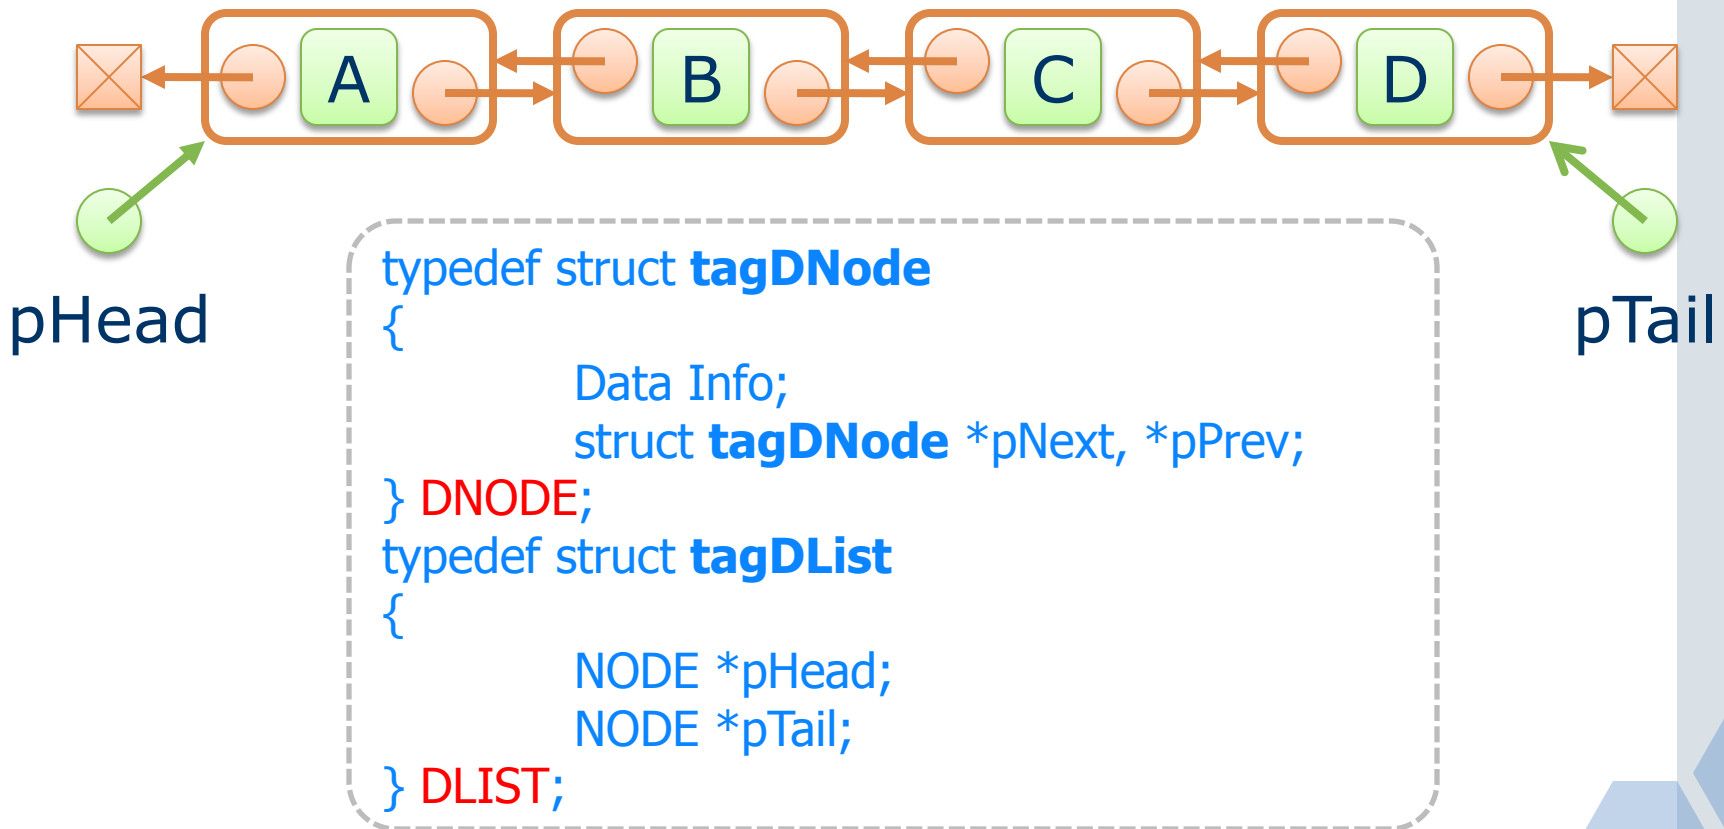 A B C D
pHead
pTail
typedef struct tagDNode
{
Data Info;
struct tagDNode *pNext, *pPrev;
} DNODE;
typedef struct tagDList
{
NODE *pHead;
NODE *pTail;
} DLIST;